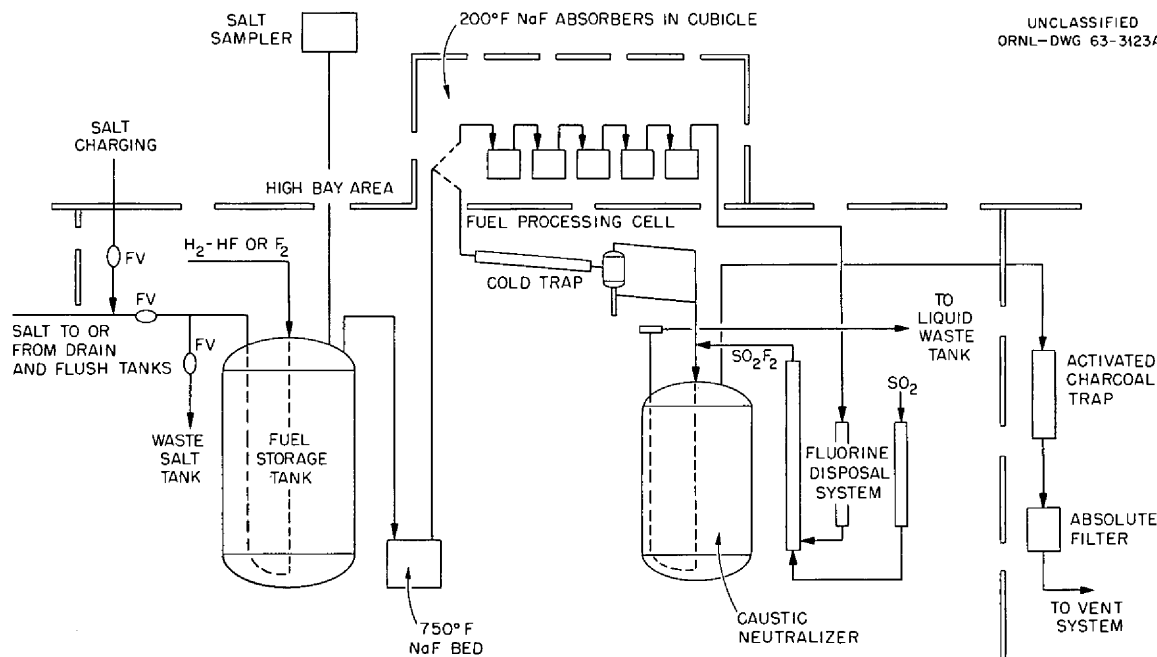 SALT
SAMPLER
200°F NaF ABSORBERS IN CUBICLE
UNCLASSIFIED
ORNL-DWG 63-3123A
SALT
CHARGING
HIGH BAY AREA
FUEL PROCESSING CELL
FV
H2-HF OR F2
COLD TRAP
FV
SALT TO OR
FROM DRAIN
AND FLUSH TANKS
FV
TO
LIQUID
WASTE
TANK
SO2F2
SO2
ACTIVATED
CHARCOAL
TRAP
WASTE
SALT
TANK
FUEL
STORAGE
TANK
FLUORINE
DISPOSAL
SYSTEM
ABSOLUTE
FILTER
750°F
NaF BED
CAUSTIC
NEUTRALIZER
TO VENT
SYSTEM